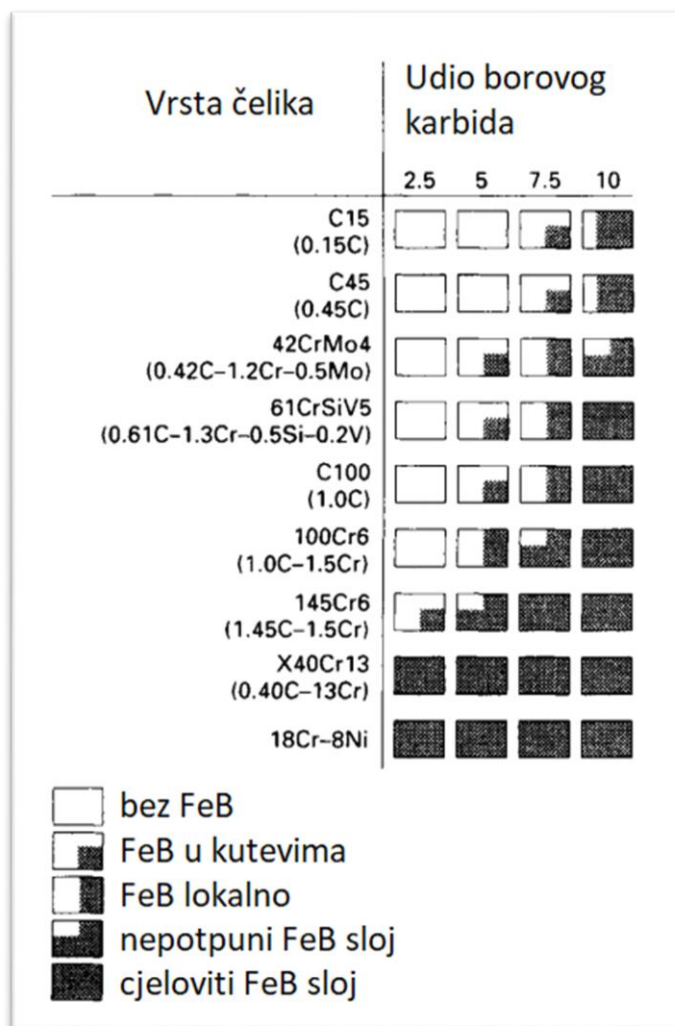 Vrsta čelika
Udio borovog
karbida
2.5 5 7.5 10
C15
(0.15C)
C45
(0.45C)
42CrMo4
(0.42C–1.2Cr–0.5Mo)
61CrSiV5
(0.61C–1.3Cr–0.5Si–0.2V)
C100
(1.0C)
100Cr6
(1.0C–1.5Cr)
145Cr6
(1.45C–1.5Cr)
X40Cr13
(0.40C–13Cr)
18Cr–8Ni
bez FeB
FeB u kutevima
FeB lokalno
nepotpuni FeB sloj
cjeloviti FeB sloj